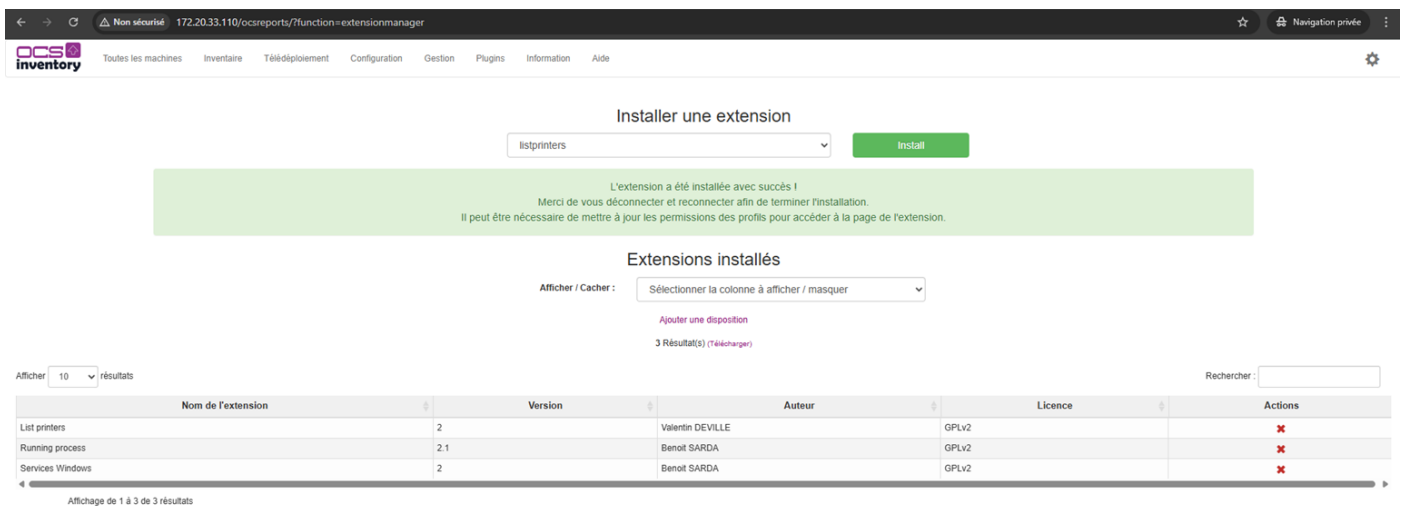 Non sécurisé 172.20.33.110/ocsreports/?function=extensionmanager Navigation privée
OCS inventory Toutes les machines Inventaire Télédéploiement Configuration Gestion Plugins Information Aide
Installer une extension
listprinters Install
L'extension a été installée avec succès !
Merci de vous déconnecter et reconnecter afin de terminer l'installation.
Il peut être nécessaire de mettre à jour les permissions des profils pour accéder à la page de l'extension.
Extensions installés
Afficher / Cacher : Sélectionner la colonne à afficher / masquer
Ajouter une disposition
3 Résultat(s) (Télécharger)
Afficher 10 résultats Rechercher :
Nom de l'extension Version Auteur Licence Actions
List printers 2 Valentin DEVILLE GPLv2
Running process 2.1 Benoit SARDA GPLv2
Services Windows 2 Benoit SARDA GPLv2
Affichage de 1 à 3 de 3 résultats